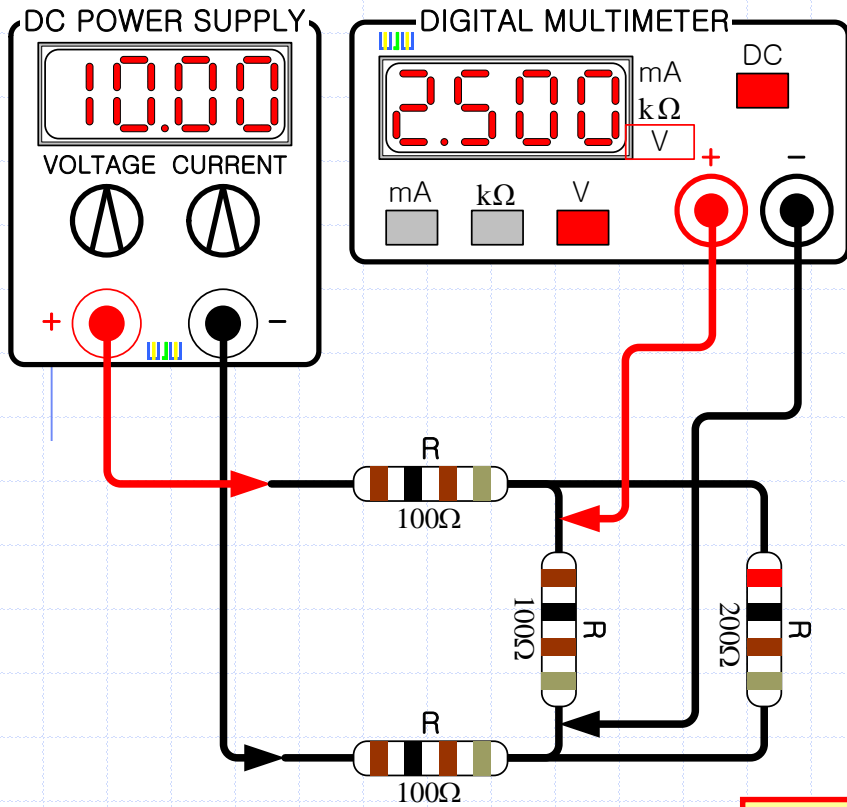 DC POWER SUPPLY
10.00
VOLTAGE CURRENT
+ −
DIGITAL MULTIMETER
2.500
mA
kΩ
V
DC
mA kΩ V
+ −
R
100Ω
100Ω
R
200Ω
R
R
100Ω